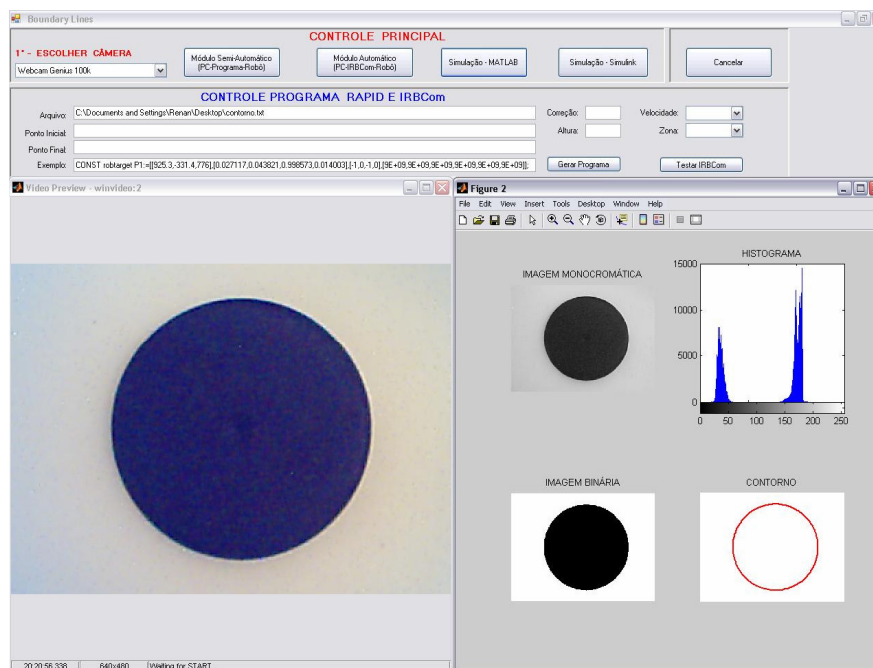 Boundary Lines
CONTROLE PRINCIPAL
1° - ESCOLHER CÂMERA
Webcam Genius 100k
Módulo Semi-Automático
(PC-Programa-Robô)
Módulo Automático
(PC-IRBCom-Robô)
Simulação - MATLAB
Simulação - Simulink
Cancelar
CONTROLE PROGRAMA RAPID E IRBCom
Arquivo: C:\Documents and Settings\Renan\Desktop\contorno.txt
Correção:
Velocidade:
Ponto Inicial:
Altura:
Zona:
Ponto Final:
Exemplo: CONST robtarget P1:=[[925.3,-331.4,776],[0.027117,0.043821,0.998573,0.014003],[-1,0,-1,0],[9E+09,9E+09,9E+09,9E+09,9E+09,9E+09]];
Gerar Programa
Testar IRBCom
Video Preview - winvideo:2
Figure 2
File Edit View Insert Tools Desktop Window Help
IMAGEM MONOCROMÁTICA
HISTOGRAMA
15000
10000
5000
0
0 50 100 150 200 250
IMAGEM BINÁRIA
CONTORNO
20:20:56.338 640x480 Waiting for START